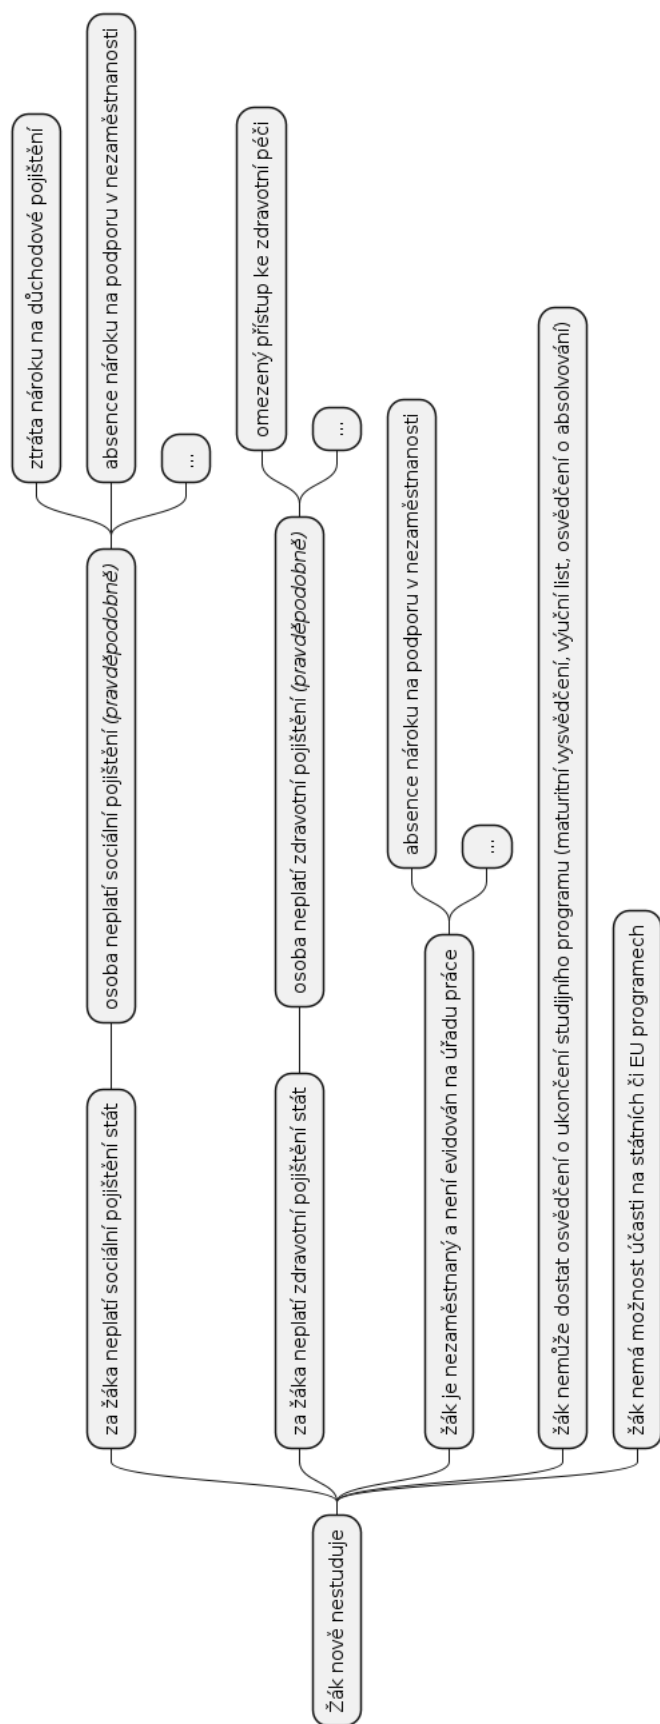 Žák nově nestuduje
za žáka neplatí sociální pojištění stát
osoba neplatí sociální pojištění (pravděpodobně)
ztráta nároku na důchodové pojištění
absence nároku na podporu v nezaměstnanosti
...
za žáka neplatí zdravotní pojištění stát
osoba neplatí zdravotní pojištění (pravděpodobně)
omezený přístup ke zdravotní péči
...
žák je nezaměstnaný a není evidován na úřadu práce
absence nároku na podporu v nezaměstnanosti
...
žák nemůže dostat osvědčení o ukončení studijního programu (maturitní vysvědčení, výuční list, osvědčení o absolvování)
žák nemá možnost účasti na státních či EU programech